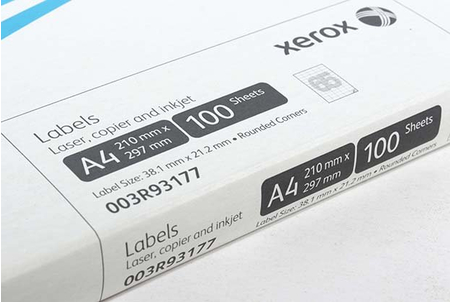 xerox
65
Labels
Laser, copier and inkjet
A4 210 mm x 297 mm 100 Sheets
Label Size: 38.1 mm x 21.2 mm • Rounded Corners
003R93177
Labels
Laser, copier and inkjet
003R93177
A4 210 mm x 297 mm 100 Sheets
Label Size: 38.1 mm x 21.2 mm • Rounded Corners